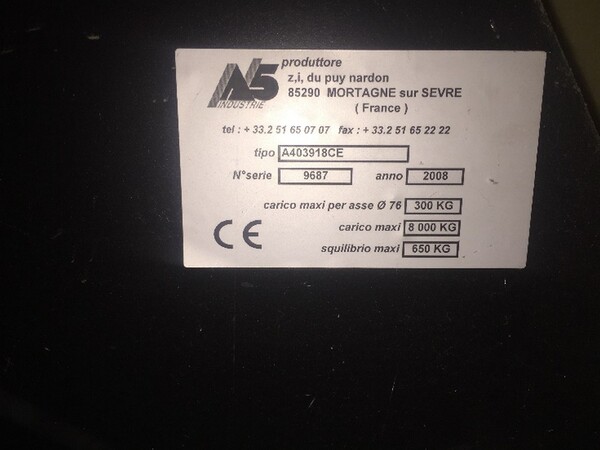 A5
INDUSTRIE
produttore
z,i, du puy nardon
85290 MORTAGNE sur SEVRE
( France )
tel : + 33.2 51 65 07 07 fax : + 33.2 51 65 22 22
tipo A403918CE
N°serie 9687 anno 2008
carico maxi per asse Ø 76 300 KG
carico maxi 8 000 KG
squilibrio maxi 650 KG
CE